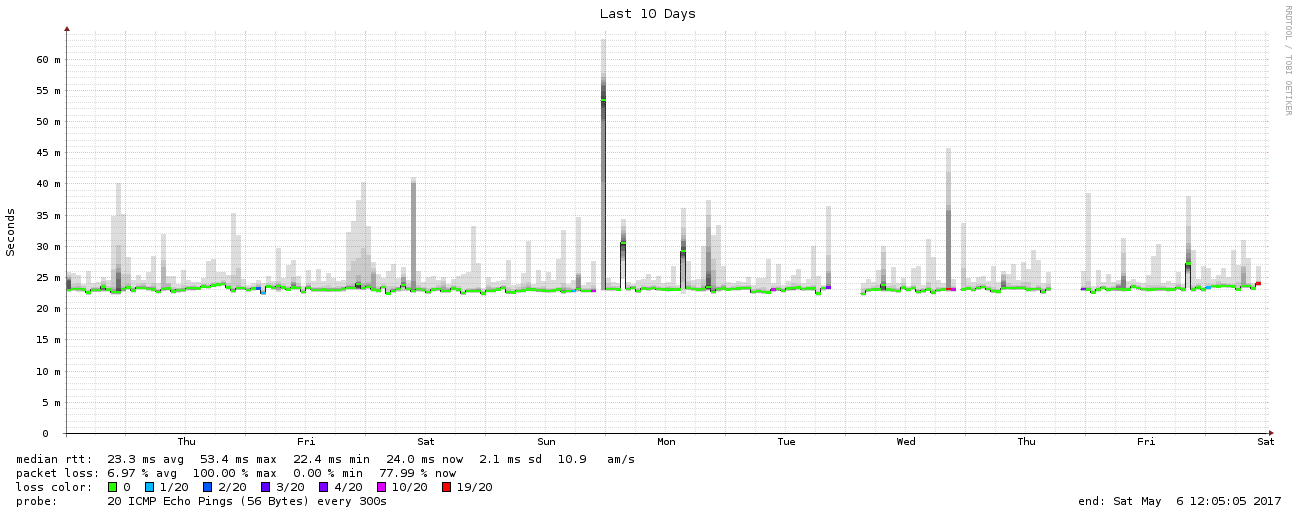 Last 10 Days
RRDTOOL / TOBI OETIKER
Seconds
60 m
55 m
50 m
45 m
40 m
35 m
30 m
25 m
20 m
15 m
10 m
5 m
0
Thu Fri Sat Sun Mon Tue Wed Thu Fri Sat
median rtt: 23.3 ms avg 53.4 ms max 22.4 ms min 24.0 ms now 2.1 ms sd 10.9 am/s
packet loss: 6.97 % avg 100.00 % max 0.00 % min 77.99 % now
loss color: 0 1/20 2/20 3/20 4/20 10/20 19/20
probe: 20 ICMP Echo Pings (56 Bytes) every 300s end: Sat May 6 12:05:05 2017